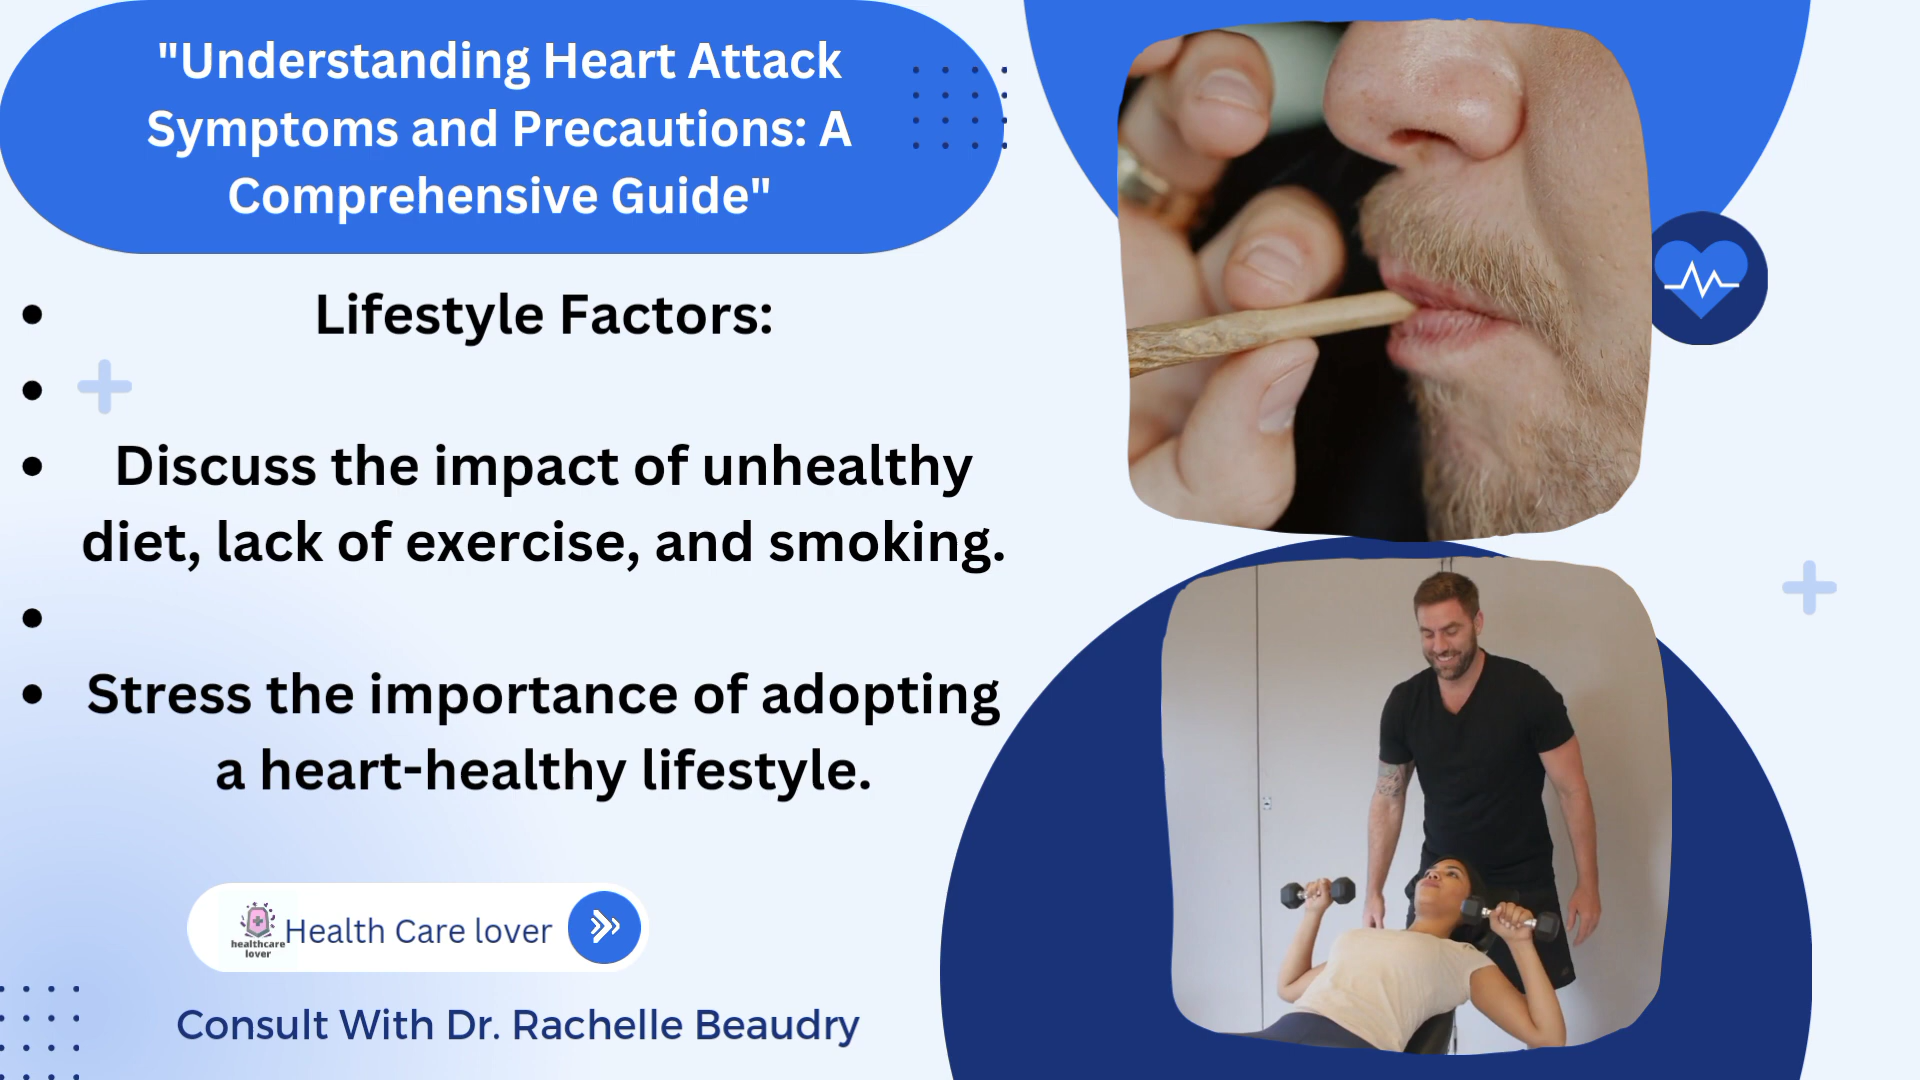 "Understanding Heart Attack
Symptoms and Precautions: A
Comprehensive Guide"
Lifestyle Factors:
Discuss the impact of unhealthy
diet, lack of exercise, and smoking.
Stress the importance of adopting
a heart-healthy lifestyle.
healthcare
lover
Health Care lover
Consult With Dr. Rachelle Beaudry